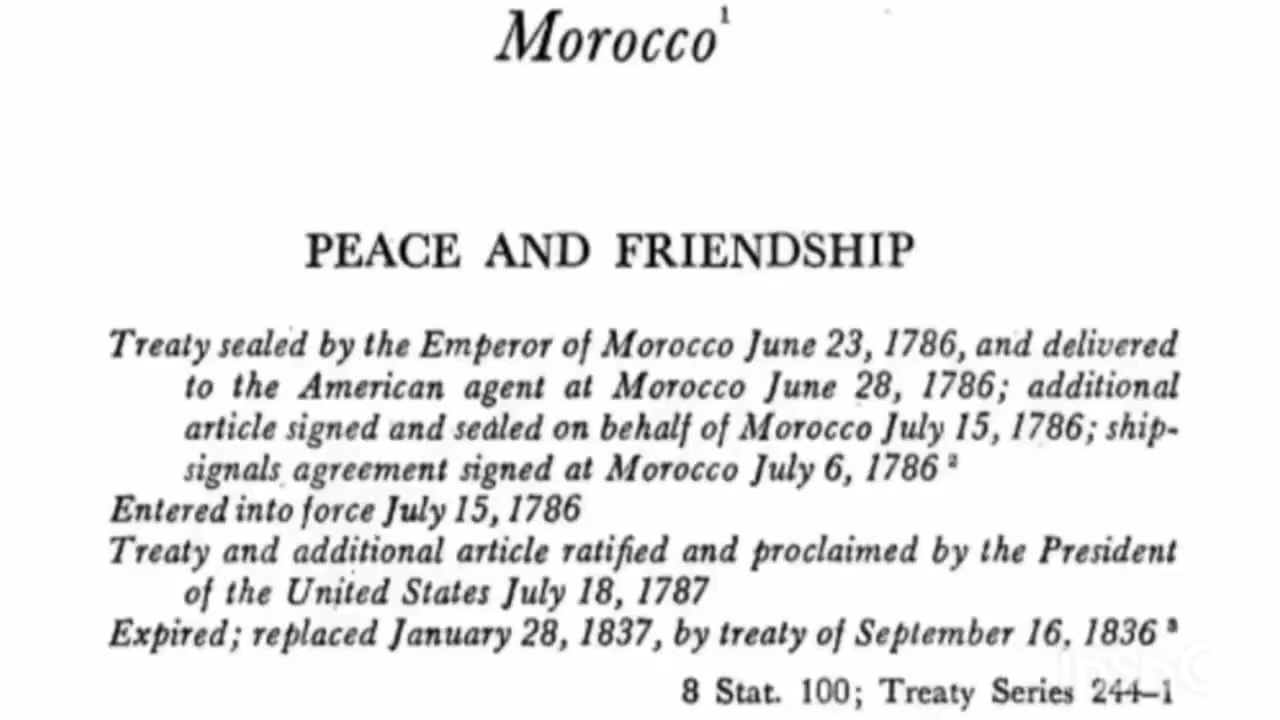 Morocco¹
PEACE AND FRIENDSHIP
Treaty sealed by the Emperor of Morocco June 23, 1786, and delivered
to the American agent at Morocco June 28, 1786; additional
article signed and sealed on behalf of Morocco July 15, 1786; ship-
signals agreement signed at Morocco July 6, 1786 ²
Entered into force July 15, 1786
Treaty and additional article ratified and proclaimed by the President
of the United States July 18, 1787
Expired; replaced January 28, 1837, by treaty of September 16, 1836 ³
8 Stat. 100; Treaty Series 244–1